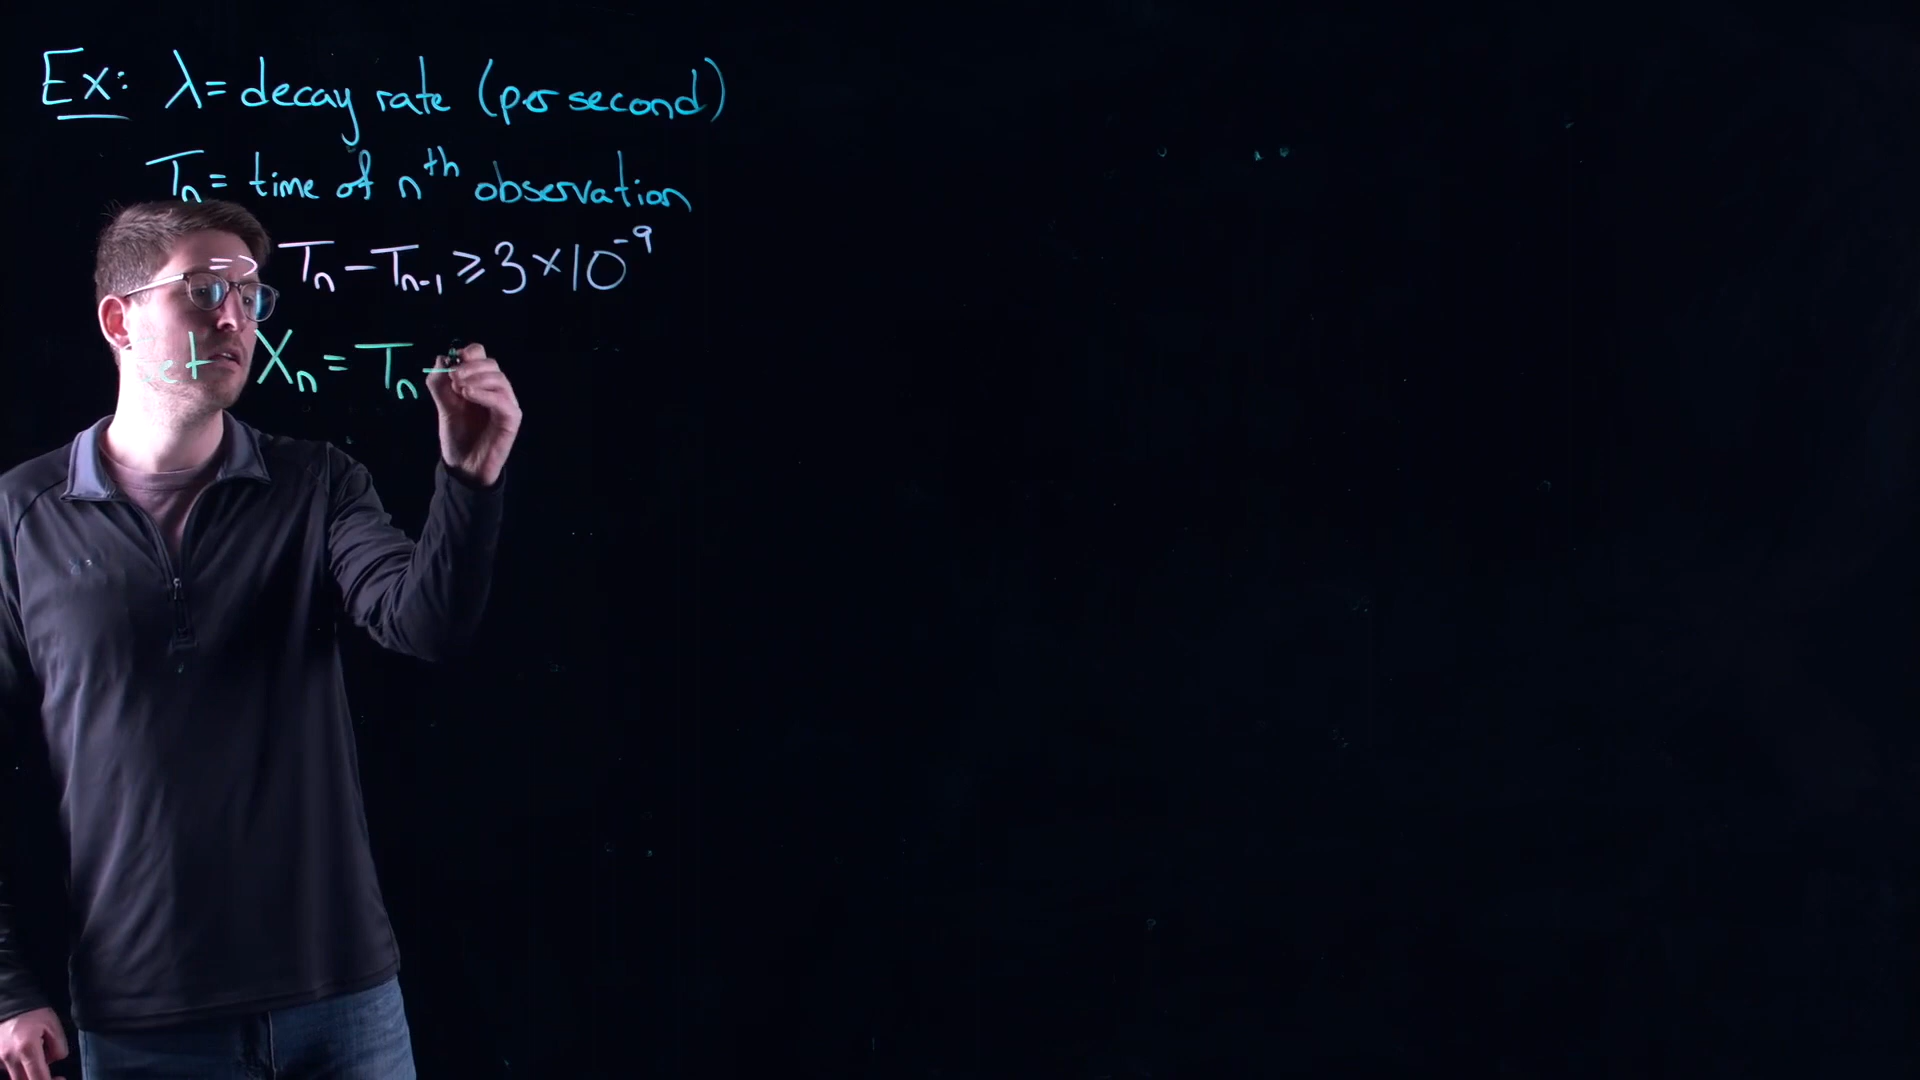 Ex: λ = decay rate (per second)
Tₙ = time of nᵗʰ observation
=> Tₙ - Tₙ₋₁ ≥ 3 × 10⁻⁹
Xₙ = Tₙ -